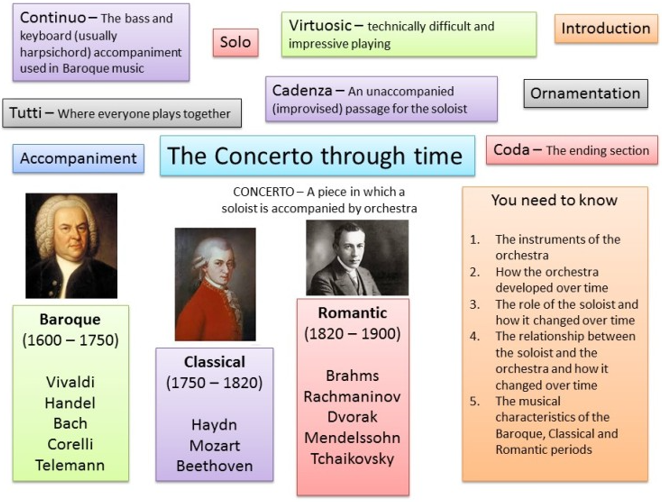 Continuo – The bass and
keyboard (usually
harpsichord) accompaniment
used in Baroque music
Solo
Virtuosic – technically difficult and
impressive playing
Introduction
Tutti – Where everyone plays together
Cadenza – An unaccompanied
(improvised) passage for the soloist
Ornamentation
Accompaniment
The Concerto through time
Coda – The ending section
CONCERTO – A piece in which a
soloist is accompanied by orchestra
Baroque
(1600 – 1750)
Vivaldi
Handel
Bach
Corelli
Telemann
Classical
(1750 – 1820)
Haydn
Mozart
Beethoven
Romantic
(1820 – 1900)
Brahms
Rachmaninov
Dvorak
Mendelssohn
Tchaikovsky
You need to know
1. The instruments of the
orchestra
2. How the orchestra
developed over time
3. The role of the soloist and
how it changed over time
4. The relationship between
the soloist and the
orchestra and how it
changed over time
5. The musical
characteristics of the
Baroque, Classical and
Romantic periods